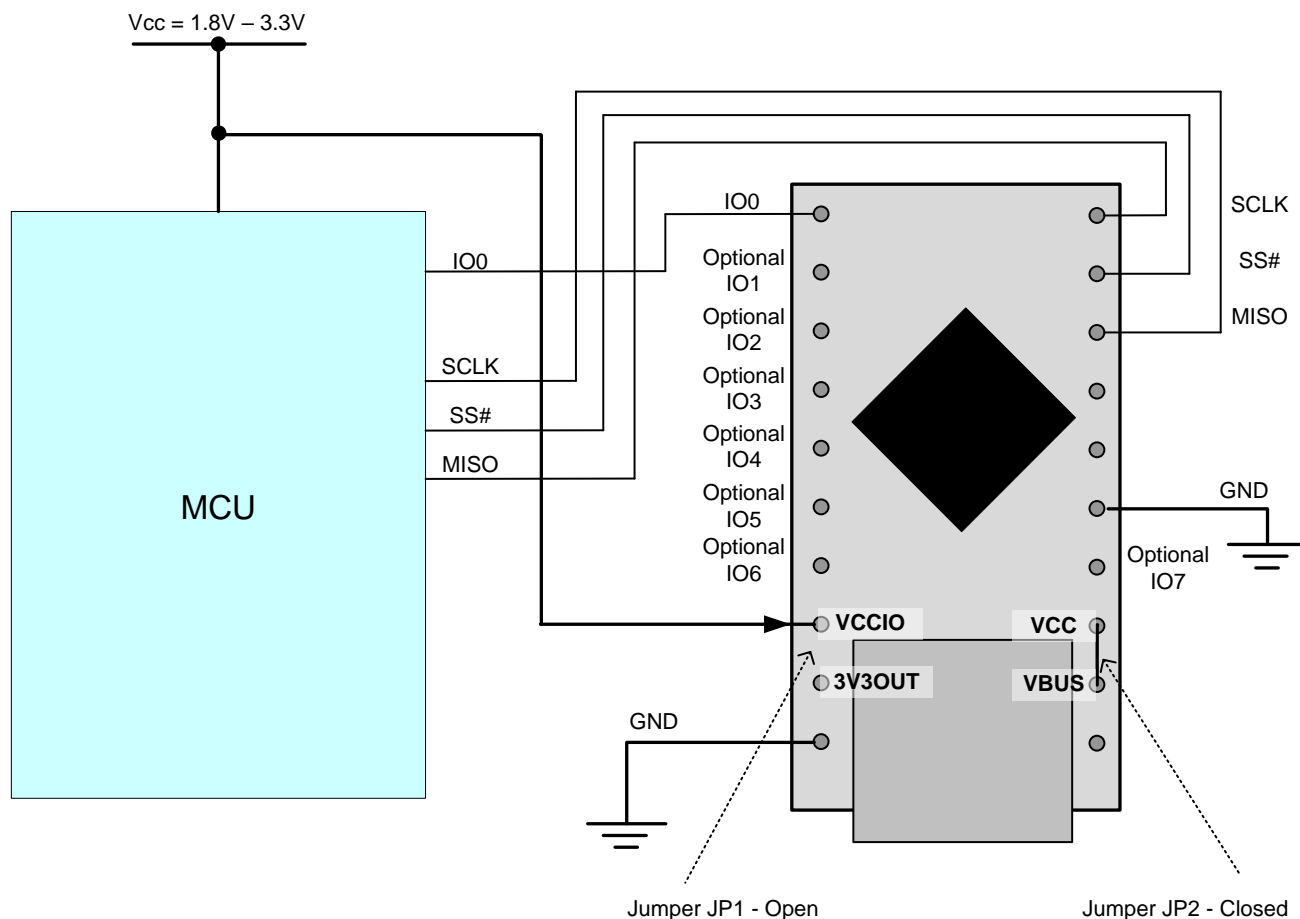 Vcc = 1.8V – 3.3V
IO0
SCLK
IO0
SS#
Optional
IO1
MISO
Optional
IO2
Optional
IO3
SCLK
SS#
Optional
IO4
MISO
MCU
Optional
IO5
GND
Optional
IO6
Optional
IO7
VCCIO
VCC
3V3OUT
VBUS
GND
Jumper JP1 - Open
Jumper JP2 - Closed